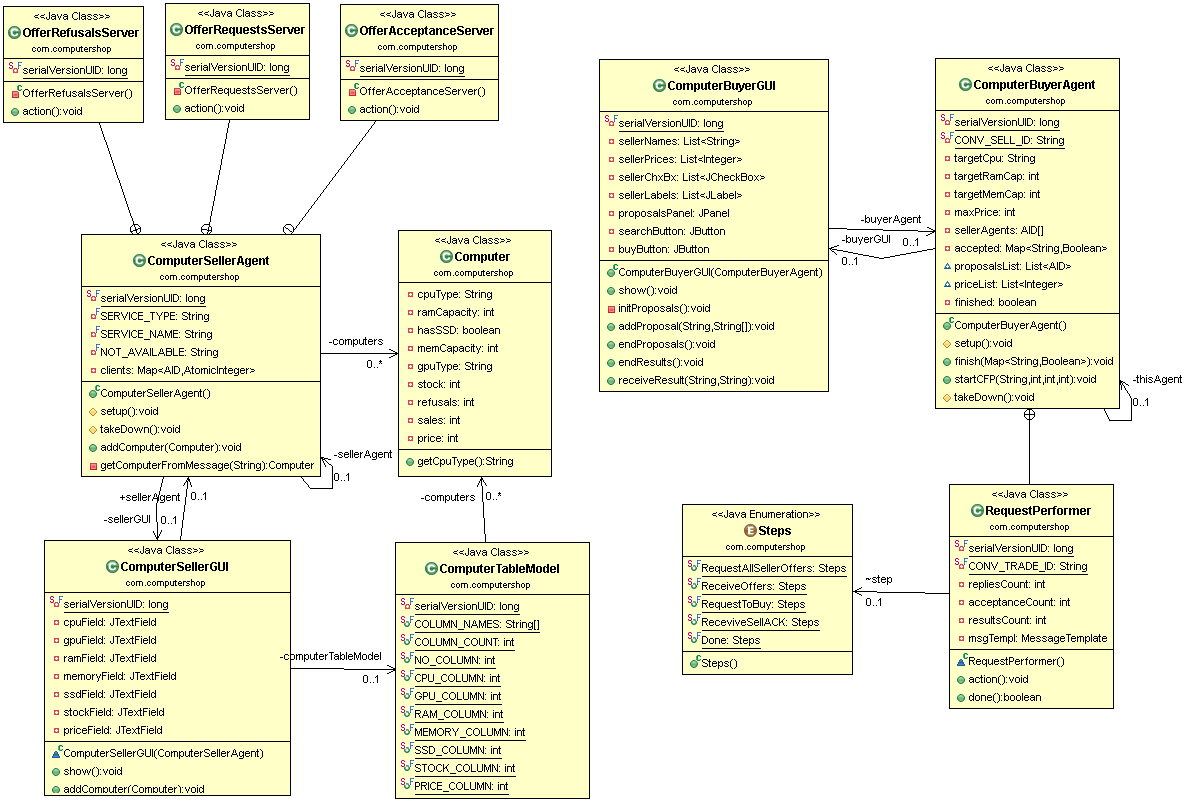 <<Java Class>>
OfferRefusalsServer
com.computershop
serialVersionUID: long
OfferRefusalsServer()
action():void
<<Java Class>>
OfferRequestsServer
com.computershop
serialVersionUID: long
OfferRequestsServer()
action():void
<<Java Class>>
OfferAcceptanceServer
com.computershop
serialVersionUID: long
OfferAcceptanceServer()
action():void
<<Java Class>>
ComputerBuyerGUI
com.computershop
serialVersionUID: long
sellerNames: List<String>
sellerPrices: List<Integer>
sellerChxBx: List<JCheckBox>
sellerLabels: List<JLabel>
proposalsPanel: JPanel
searchButton: JButton
buyButton: JButton
ComputerBuyerGUI(ComputerBuyerAgent)
show():void
initProposals():void
addProposal(String,String[]):void
endProposals():void
endResults():void
receiveResult(String,String):void
-buyerAgent
0..1
-buyerGUI
0..1
<<Java Class>>
ComputerBuyerAgent
com.computershop
serialVersionUID: long
CONV_SELL_ID: String
targetCpu: String
targetRamCap: int
targetMemCap: int
maxPrice: int
sellerAgents: AID[]
accepted: Map<String,Boolean>
proposalsList: List<AID>
priceList: List<Integer>
finished: boolean
ComputerBuyerAgent()
setup():void
finish(Map<String,Boolean>):void
startCFP(String,int,int,int):void
takeDown():void
-thisAgent
0..1
<<Java Class>>
ComputerSellerAgent
com.computershop
serialVersionUID: long
SERVICE_TYPE: String
SERVICE_NAME: String
NOT_AVAILABLE: String
clients: Map<AID,AtomicInteger>
ComputerSellerAgent()
setup():void
takeDown():void
addComputer(Computer):void
getComputerFromMessage(String):Computer
-computers
0..*
-sellerAgent
0..1
<<Java Class>>
Computer
com.computershop
cpuType: String
ramCapacity: int
hasSSD: boolean
memCapacity: int
gpuType: String
stock: int
refusals: int
sales: int
price: int
getCpuType():String
+sellerAgent
0..1
-sellerGUI
0..1
-computers
0..*
<<Java Class>>
ComputerSellerGUI
com.computershop
serialVersionUID: long
cpuField: JTextField
gpuField: JTextField
ramField: JTextField
memoryField: JTextField
ssdField: JTextField
stockField: JTextField
priceField: JTextField
ComputerSellerGUI(ComputerSellerAgent)
show():void
addComputer(Computer):void
-computerTableModel
0..1
<<Java Class>>
ComputerTableModel
com.computershop
serialVersionUID: long
COLUMN_NAMES: String[]
COLUMN_COUNT: int
NO_COLUMN: int
CPU_COLUMN: int
GPU_COLUMN: int
RAM_COLUMN: int
MEMORY_COLUMN: int
SSD_COLUMN: int
STOCK_COLUMN: int
PRICE_COLUMN: int
<<Java Enumeration>>
Steps
com.computershop
RequestAllSellerOffers: Steps
ReceiveOffers: Steps
RequestToBuy: Steps
ReceviveSellACK: Steps
Done: Steps
Steps()
~step
0..1
<<Java Class>>
RequestPerformer
com.computershop
serialVersionUID: long
CONV_TRADE_ID: String
repliesCount: int
acceptanceCount: int
resultsCount: int
msgTempl: MessageTemplate
RequestPerformer()
action():void
done():boolean